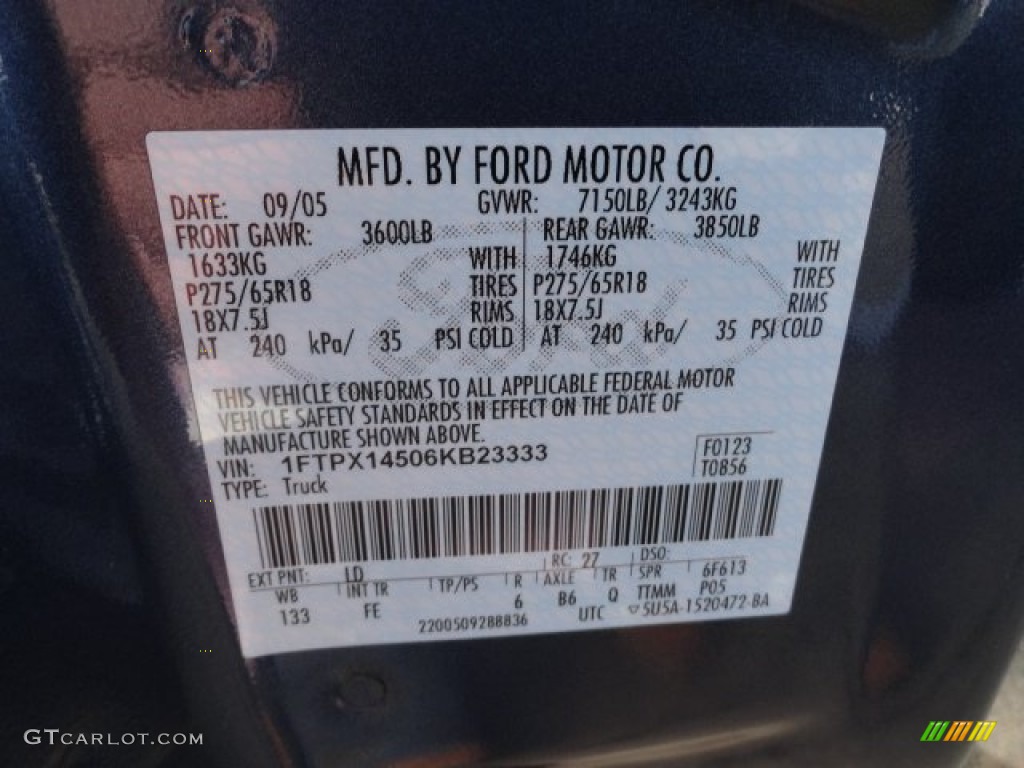 MFD. BY FORD MOTOR CO.
DATE: 09/05 GVWR: 7150LB/ 3243KG
FRONT GAWR: 3600LB REAR GAWR: 3850LB
1633KG WITH 1746KG WITH
P275/65R18 TIRES P275/65R18 TIRES
18X7.5J RIMS 18X7.5J RIMS
AT 240 kPa/ 35 PSI COLD AT 240 kPa/ 35 PSI COLD
Ford
THIS VEHICLE CONFORMS TO ALL APPLICABLE FEDERAL MOTOR
VEHICLE SAFETY STANDARDS IN EFFECT ON THE DATE OF
MANUFACTURE SHOWN ABOVE.
VIN: 1FTPX14506KB23333 F0123
TYPE: Truck T0856
EXT PNT: LD RC: 27 DSO:
WB INT TR TP/PS R AXLE TR SPR 6F613
133 FE 6 B6 Q TTMM P05
2200509288836 UTC 5U5A-1520472-BA
GTCARLOT.COM